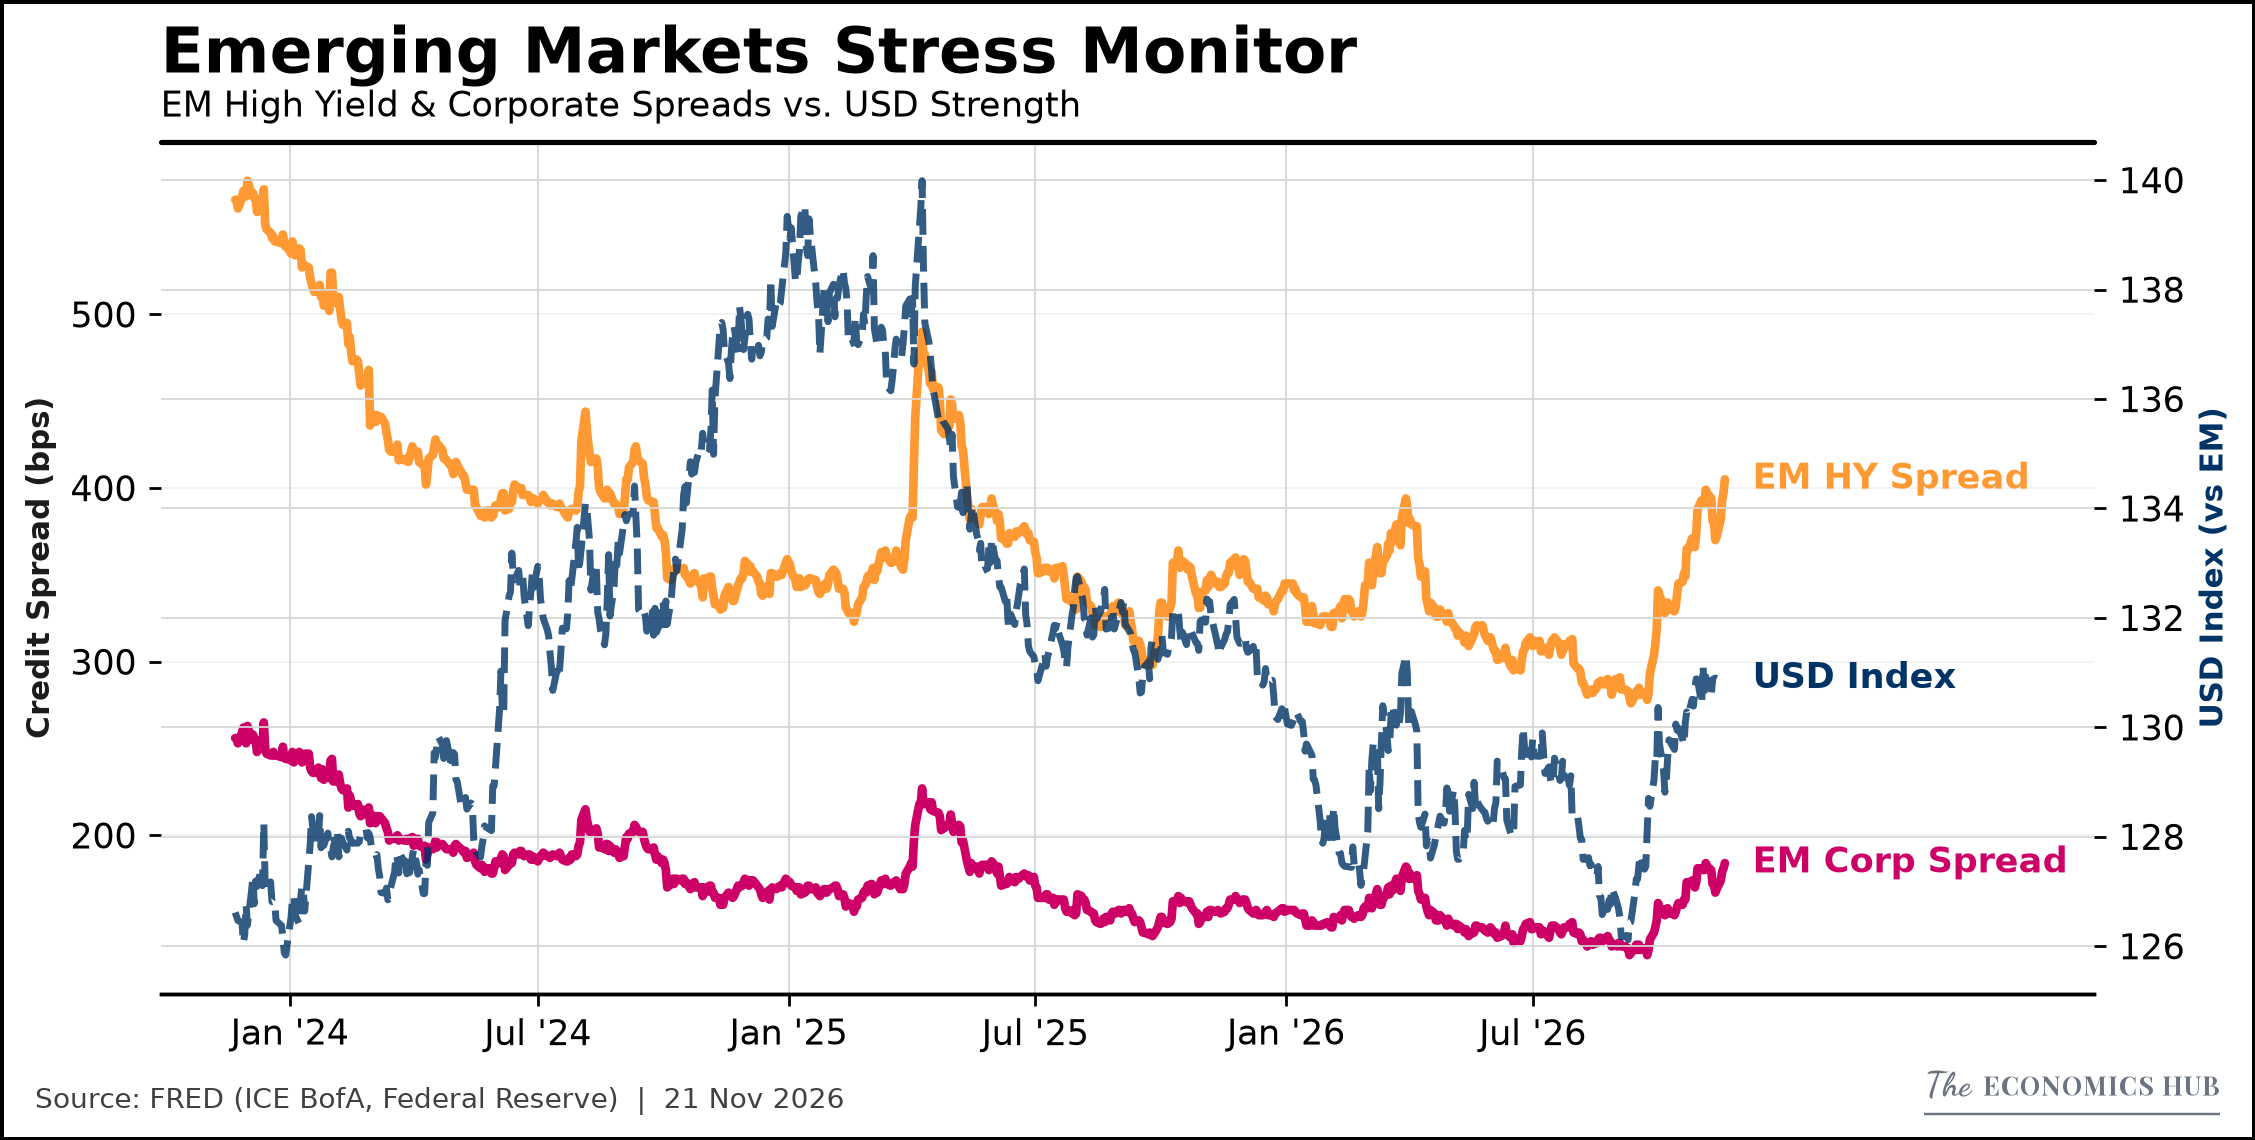 Emerging Markets Stress Monitor
EM High Yield & Corporate Spreads vs. USD Strength
Credit Spread (bps)
500
400
300
200
140
138
136
134
132
130
128
126
USD Index (vs EM)
EM HY Spread
USD Index
EM Corp Spread
Jan '24
Jul '24
Jan '25
Jul '25
Jan '26
Jul '26
Source: FRED (ICE BofA, Federal Reserve) | 21 Nov 2026
The ECONOMICS HUB